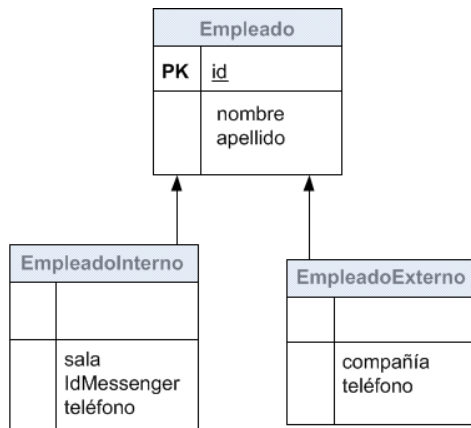 Empleado
PK id
nombre
apellido
EmpleadoInterno
sala
IdMessenger
teléfono
EmpleadoExterno
compañía
teléfono